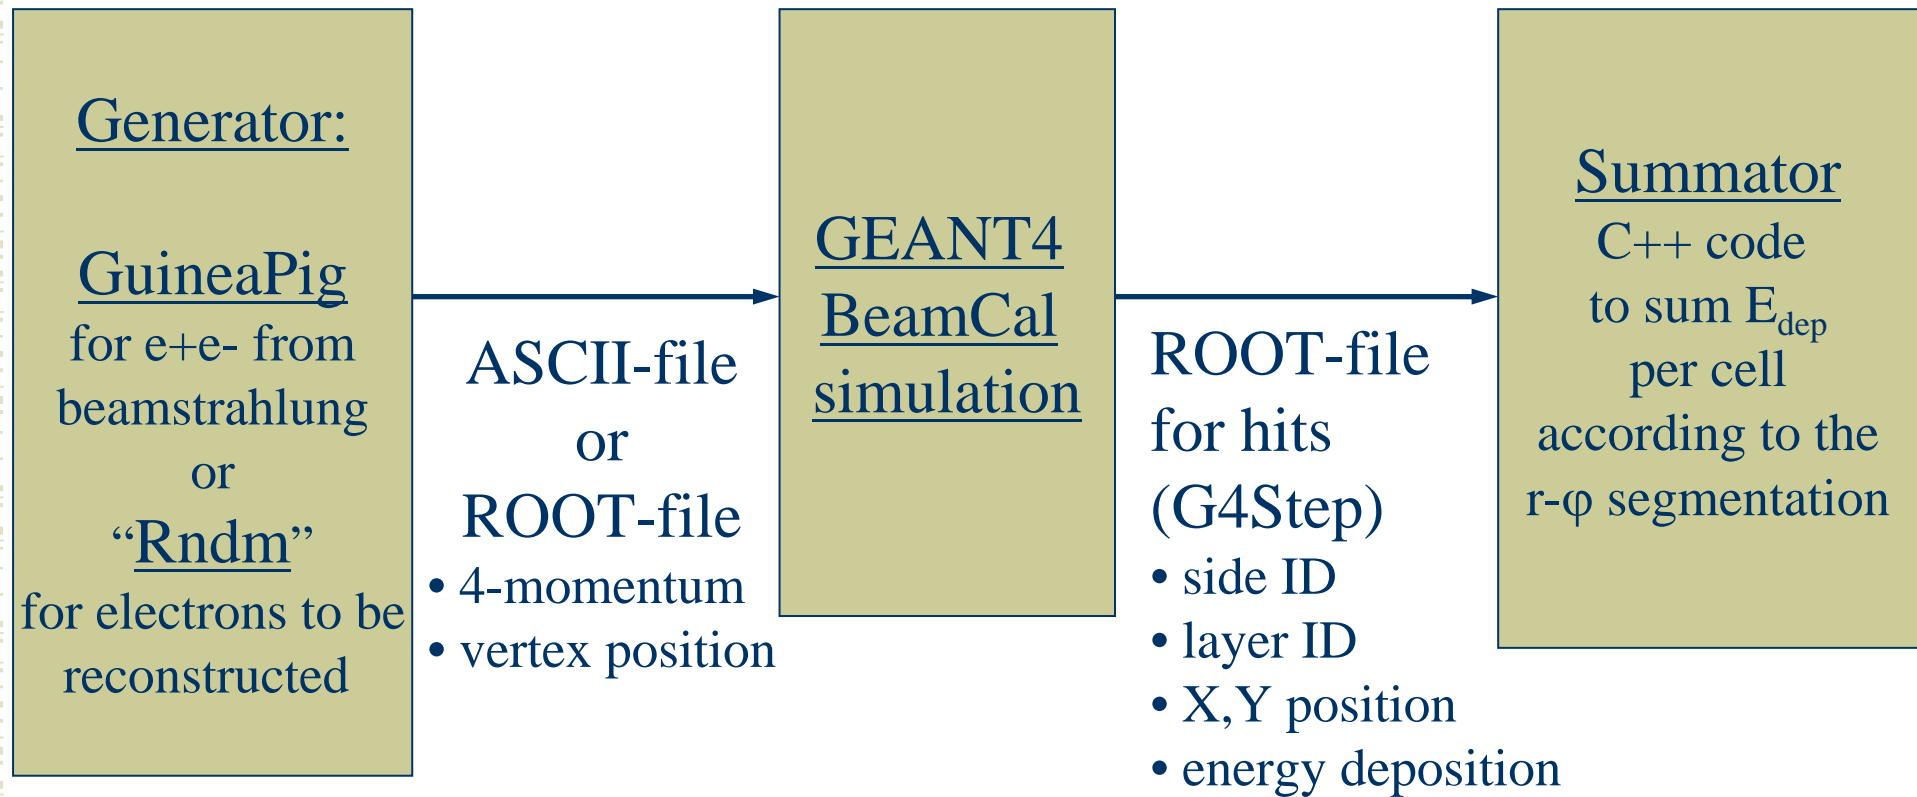 Generator:
GuineaPig
for e+e- from
beamstrahlung
or
“Rndm”
for electrons to be
reconstructed
ASCII-file
or
ROOT-file
• 4-momentum
• vertex position
GEANT4
BeamCal
simulation
ROOT-file
for hits
(G4Step)
• side ID
• layer ID
• X,Y position
• energy deposition
Summator
C++ code
to sum Edep
per cell
according to the
r-φ segmentation